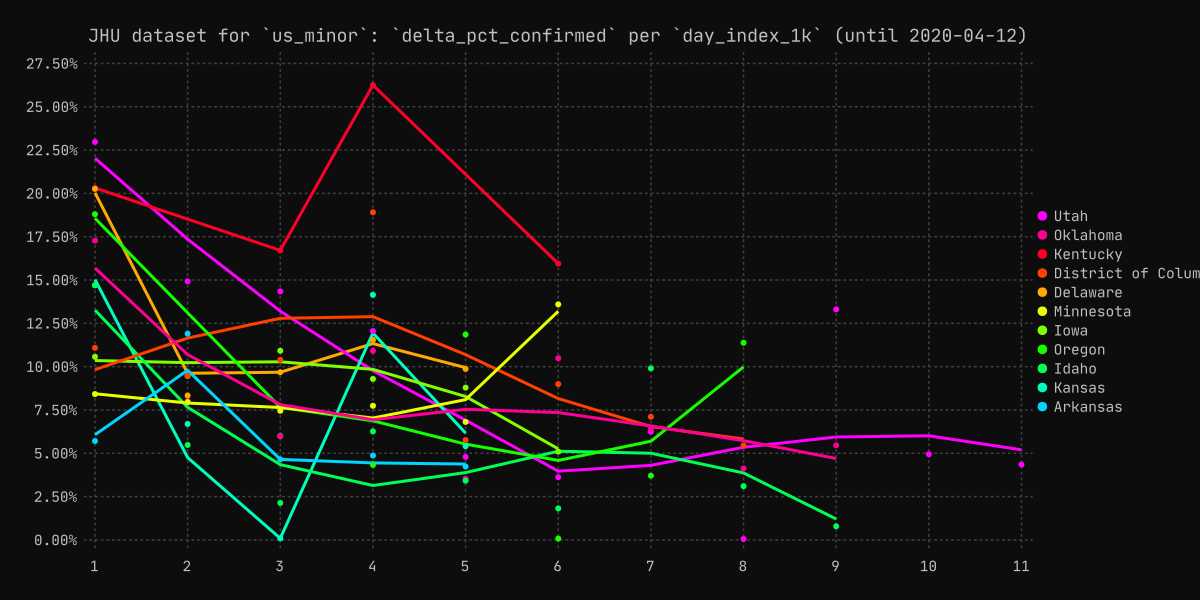 JHU dataset for `us_minor`: `delta_pct_confirmed` per `day_index_1k` (until 2020-04-12)
27.50%
25.00%
22.50%
20.00%
17.50%
15.00%
12.50%
10.00%
7.50%
5.00%
2.50%
0.00%
1 2 3 4 5 6 7 8 9 10 11
Utah
Oklahoma
Kentucky
District of Colum
Delaware
Minnesota
Iowa
Oregon
Idaho
Kansas
Arkansas